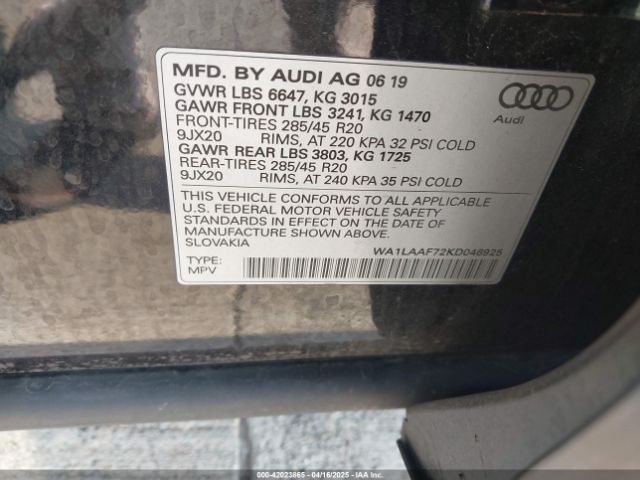 MFD. BY AUDI AG 06 19
GVWR LBS 6647, KG 3015
GAWR FRONT LBS 3241, KG 1470
FRONT-TIRES 285/45 R20
9JX20 RIMS, AT 220 KPA 32 PSI COLD
GAWR REAR LBS 3803, KG 1725
REAR-TIRES 285/45 R20
9JX20 RIMS, AT 240 KPA 35 PSI COLD
Audi
THIS VEHICLE CONFORMS TO ALL APPLICABLE
U.S. FEDERAL MOTOR VEHICLE SAFETY
STANDARDS IN EFFECT ON THE DATE OF
MANUFACTURE SHOWN ABOVE.
SLOVAKIA
WA1LAAF72KD046925
TYPE:
MPV
000-42023865 - 04/16/2025 - IAAI.COM